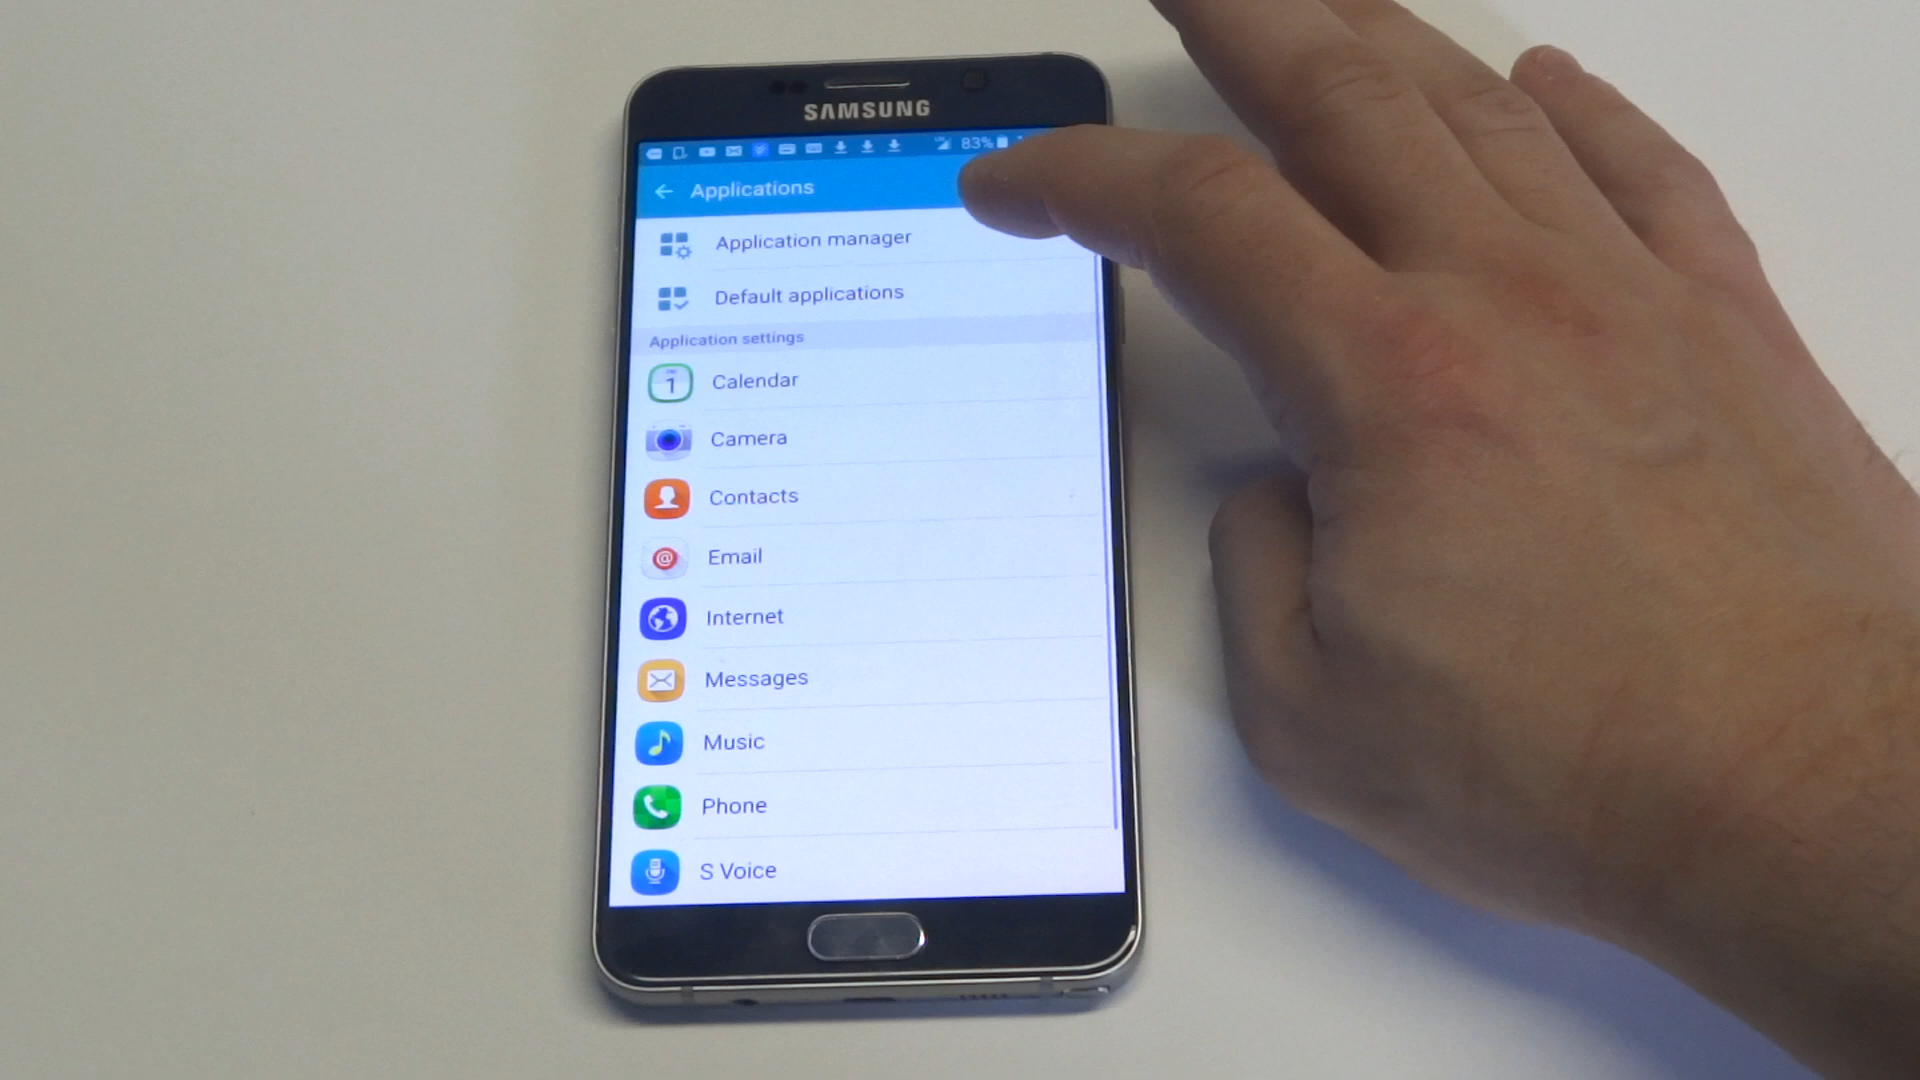 SAMSUNG
83%
Applications
Application manager
Default applications
Application settings
1
Calendar
Camera
Contacts
@
Email
Internet
Messages
Music
Phone
S Voice